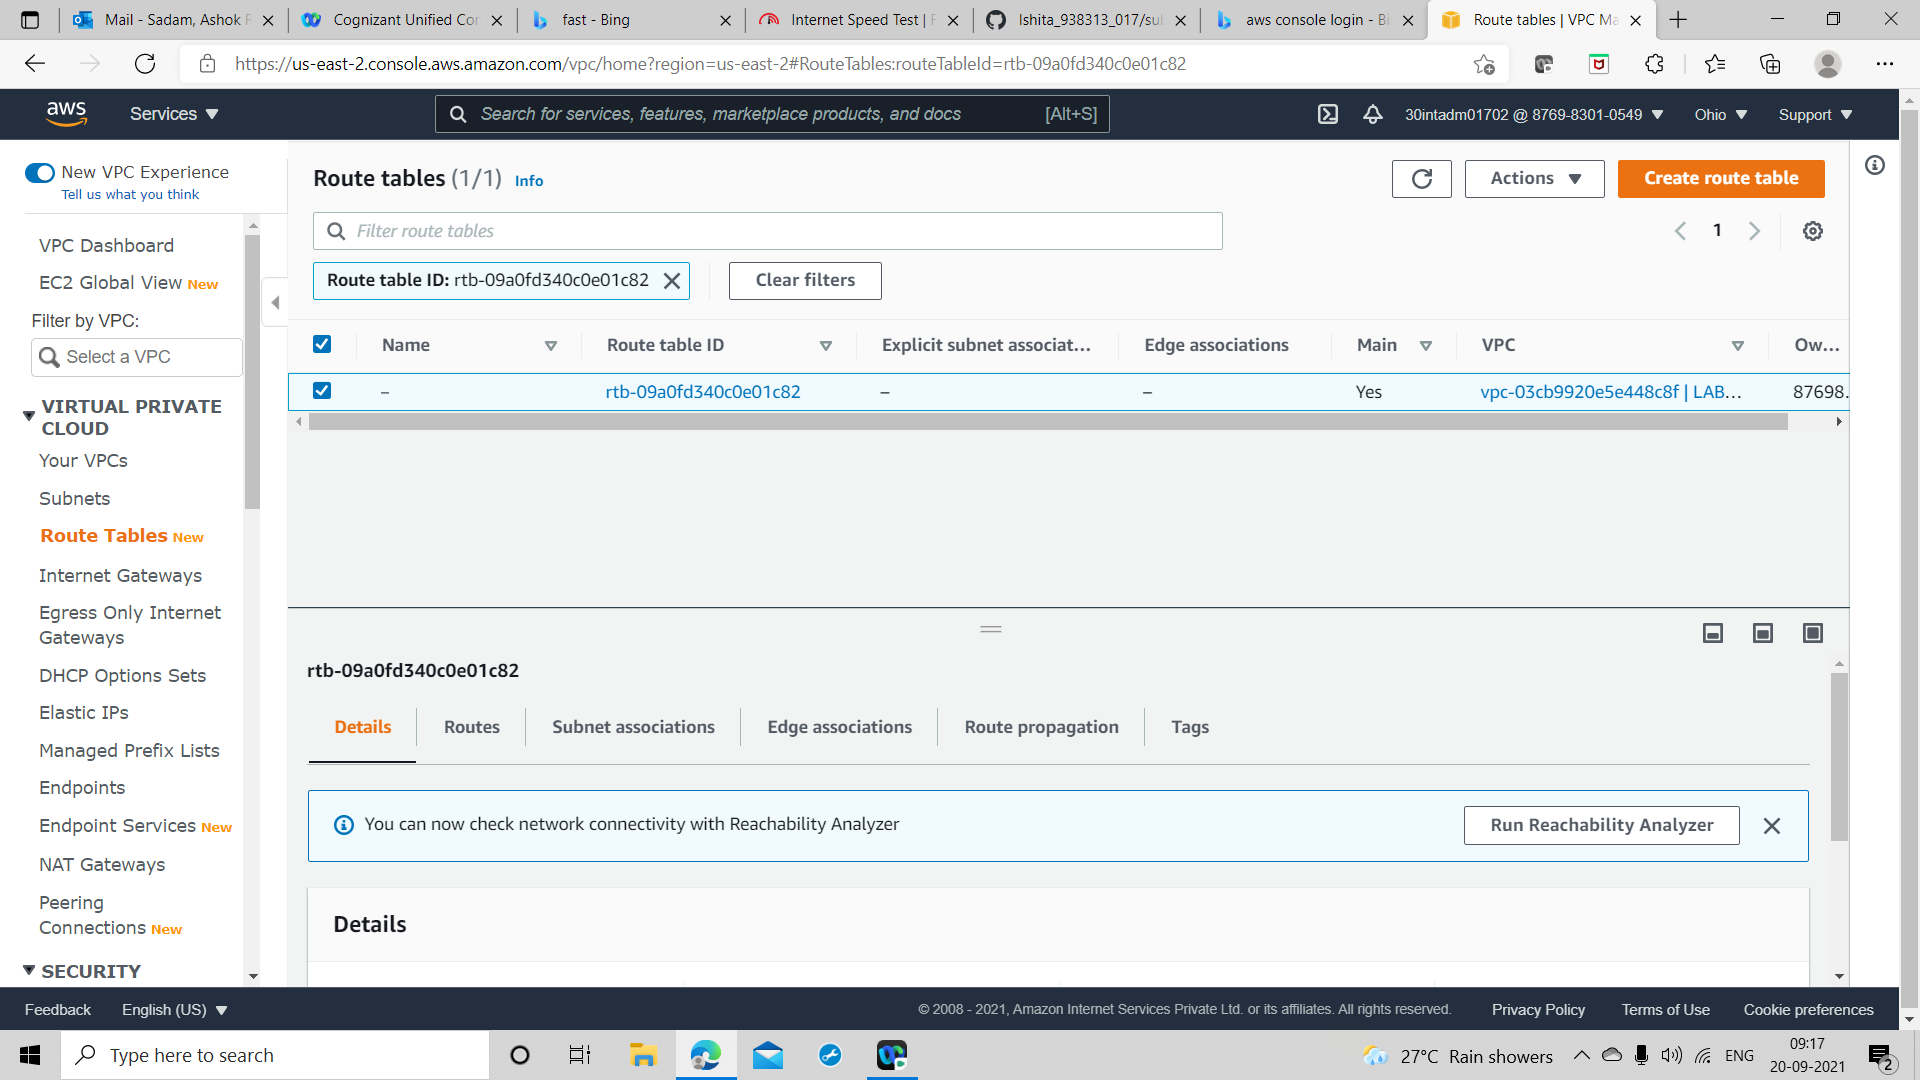 Mail - Sadam, Ashok
Cognizant Unified Co
fast - Bing
Internet Speed Test |
Ishita_938313_017/su
aws console login - Bi
Route tables | VPC Ma
https://us-east-2.console.aws.amazon.com/vpc/home?region=us-east-2#RouteTables:routeTableId=rtb-09a0fd340c0e01c82
aws
Services
Search for services, features, marketplace products, and docs
[Alt+S]
30intadm01702 @ 8769-8301-0549
Ohio
Support
New VPC Experience
Tell us what you think
VPC Dashboard
EC2 Global View New
Filter by VPC:
Select a VPC
VIRTUAL PRIVATE
CLOUD
Your VPCs
Subnets
Route Tables New
Internet Gateways
Egress Only Internet
Gateways
DHCP Options Sets
Elastic IPs
Managed Prefix Lists
Endpoints
Endpoint Services New
NAT Gateways
Peering
Connections New
SECURITY
Route tables (1/1) Info
Actions
Create route table
Filter route tables
1
Route table ID: rtb-09a0fd340c0e01c82
Clear filters
Name Route table ID Explicit subnet associat... Edge associations Main VPC Ow...
– rtb-09a0fd340c0e01c82 – – Yes vpc-03cb9920e5e448c8f | LAB... 87698.
rtb-09a0fd340c0e01c82
Details
Routes
Subnet associations
Edge associations
Route propagation
Tags
You can now check network connectivity with Reachability Analyzer
Run Reachability Analyzer
Details
Feedback
English (US)
© 2008 - 2021, Amazon Internet Services Private Ltd. or its affiliates. All rights reserved.
Privacy Policy
Terms of Use
Cookie preferences
Type here to search
27°C Rain showers
ENG
09:17
20-09-2021
2